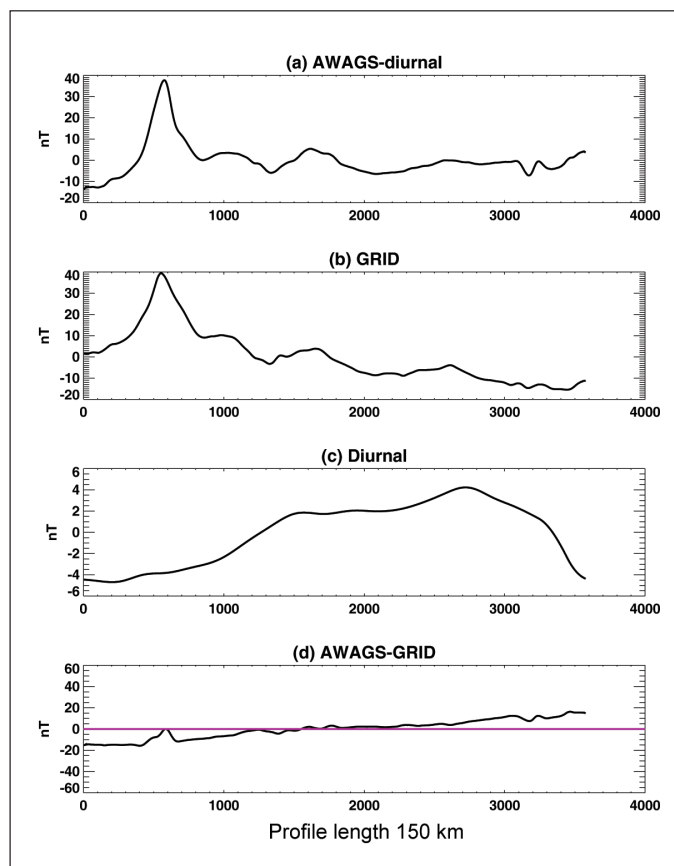 (a) AWAGS-diurnal
40
30
20
10
0
-10
-20
nT
0 1000 2000 3000 4000
(b) GRID
40
30
20
10
0
-10
-20
nT
0 1000 2000 3000 4000
(c) Diurnal
6
4
2
0
-2
-4
-6
nT
0 1000 2000 3000 4000
(d) AWAGS-GRID
60
40
20
0
-20
-40
-60
nT
0 1000 2000 3000 4000
Profile length 150 km